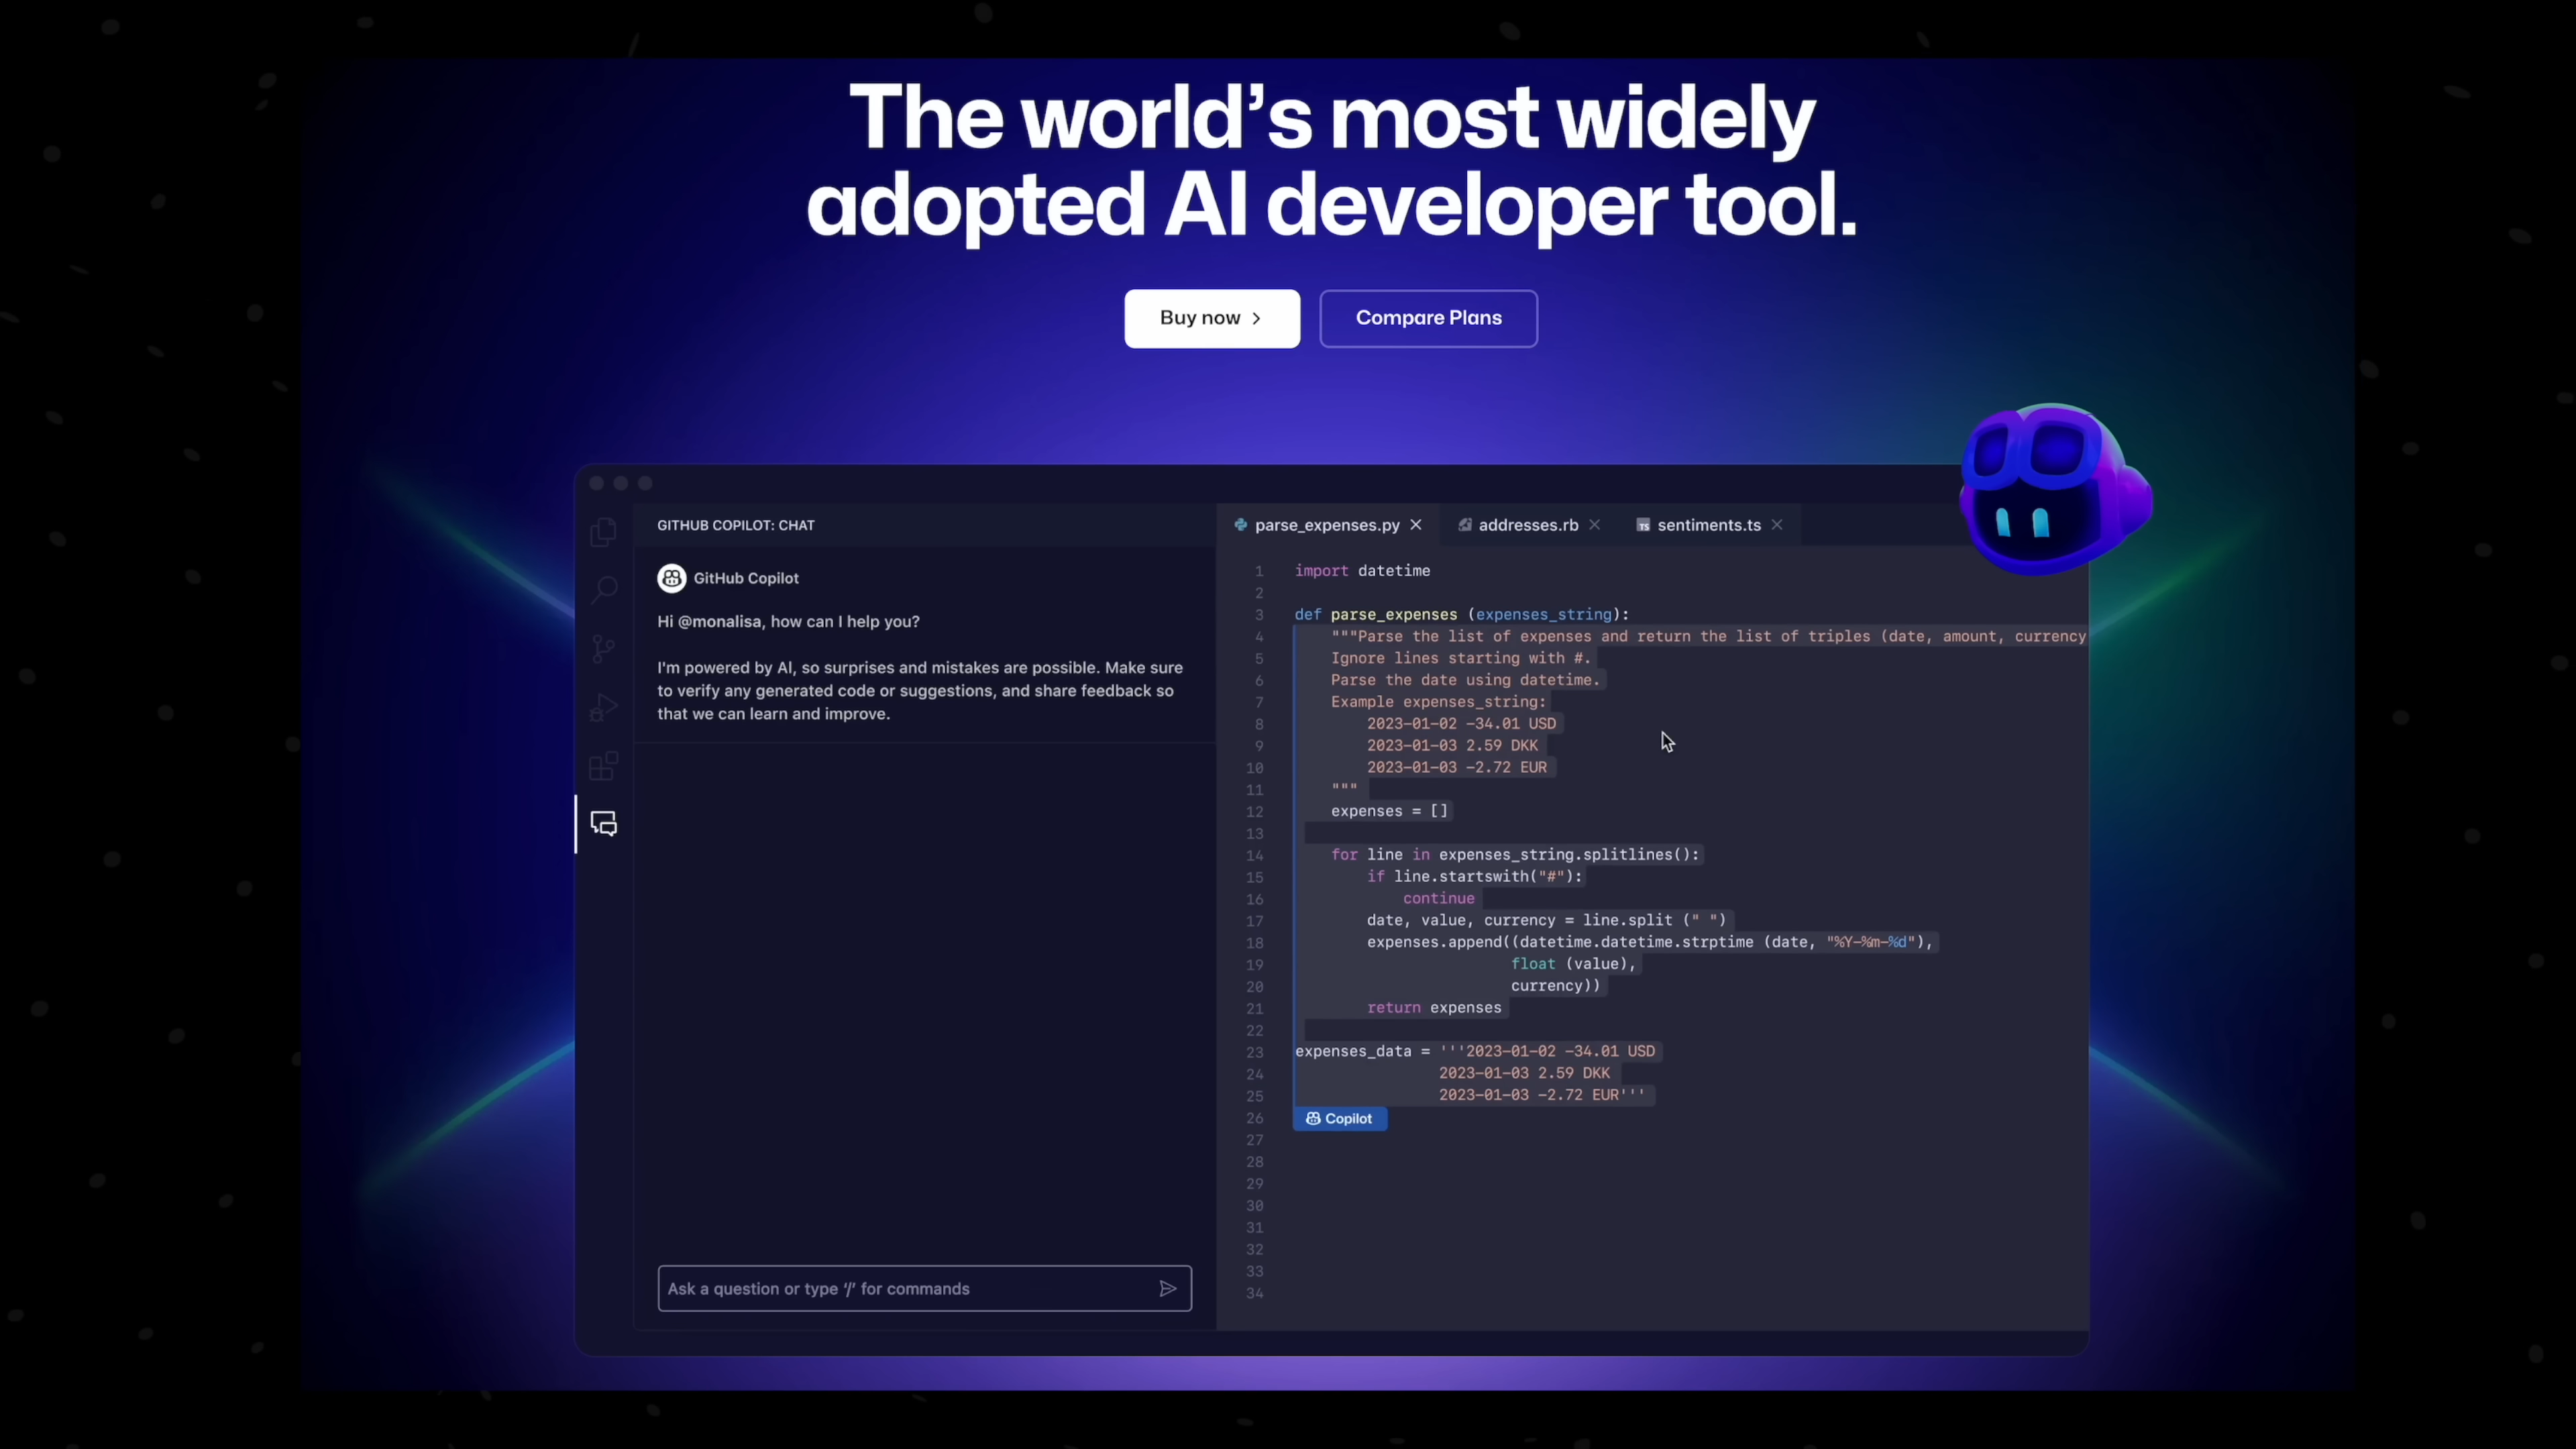 The world’s most widely
adopted AI developer tool.
Buy now
Compare Plans
GITHUB COPILOT: CHAT
GitHub Copilot
Hi @monalisa, how can I help you?
I'm powered by AI, so surprises and mistakes are possible. Make sure
to verify any generated code or suggestions, and share feedback so
that we can learn and improve.
Ask a question or type ‘/’ for commands
parse_expenses.py
addresses.rb
TS sentiments.ts
1 import datetime
2
3 def parse_expenses (expenses_string):
4 """Parse the list of expenses and return the list of triples (date, amount, currency
5 Ignore lines starting with #.
6 Parse the date using datetime.
7 Example expenses_string:
8 2023-01-02 -34.01 USD
9 2023-01-03 2.59 DKK
10 2023-01-03 -2.72 EUR
11 """
12 expenses = []
13
14 for line in expenses_string.splitlines():
15 if line.startswith("#"):
16 continue
17 date, value, currency = line.split (" ")
18 expenses.append((datetime.datetime.strptime (date, "%Y-%m-%d"),
19 float (value),
20 currency))
21 return expenses
22
23 expenses_data = '''2023-01-02 -34.01 USD
24 2023-01-03 2.59 DKK
25 2023-01-03 -2.72 EUR'''
26 Copilot
27
28
29
30
31
32
33
34